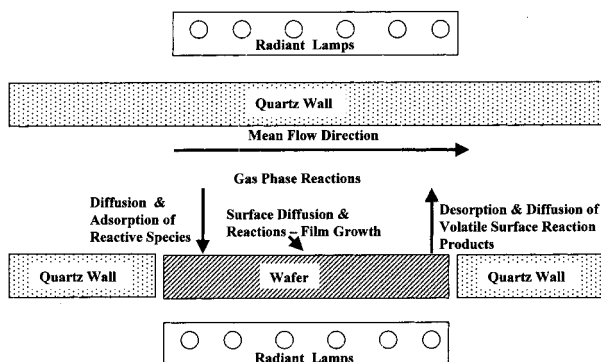 Radiant Lamps
Quartz Wall
Mean Flow Direction
Gas Phase Reactions
Diffusion &
Adsorption of
Reactive Species
Surface Diffusion &
Reactions – Film Growth
Desorption & Diffusion of
Volatile Surface Reaction
Products
Quartz Wall
Wafer
Quartz Wall
Radiant Lamps